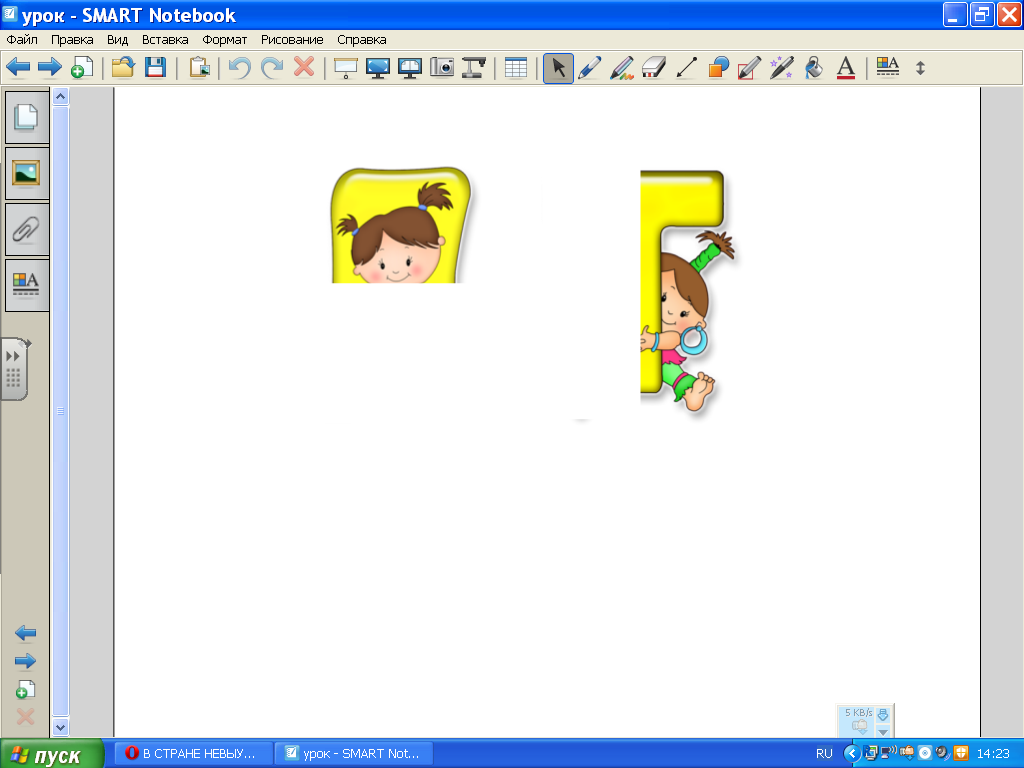 урок - SMART Notebook
Файл Правка Вид Вставка Формат Рисование Справка
5 KB/s
пуск
В СТРАНЕ НЕВЫУ...
урок - SMART Not...
RU
14:23